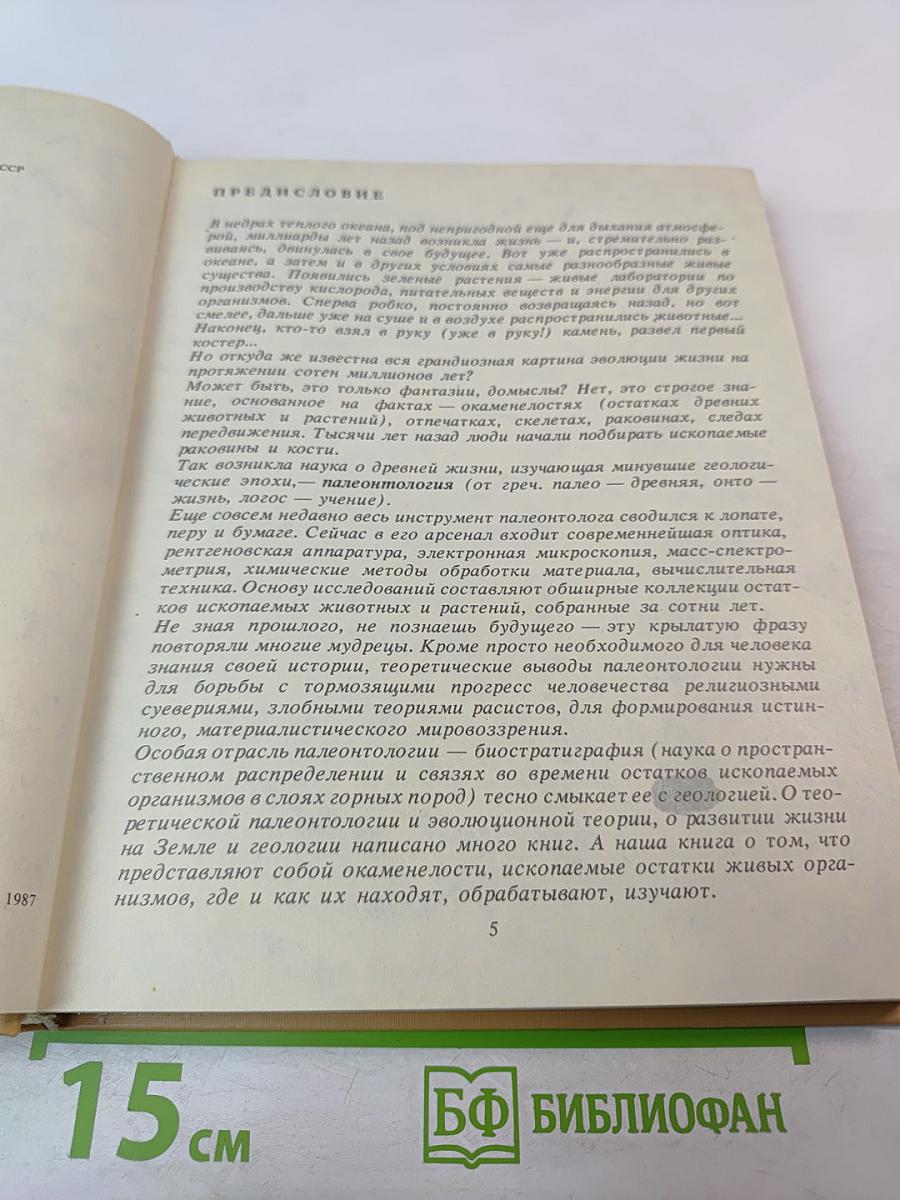 ССР
1987
ПРЕДИСЛОВИЕ
В недрах теплого океана, под непригодной еще для дыхания атмосфе-
рой, миллиарды лет назад возникла жизнь — и, стремительно раз-
виваясь, двинулась в свое будущее. Вот уже распространились в
океане, а затем и в других условиях самые разнообразные живые
существа. Появились зеленые растения — живые лаборатории по
производству кислорода, питательных веществ и энергии для других
организмов. Сперва робко, постоянно возвращаясь назад, но вот
смелее, дальше уже на суше и в воздухе распространились животные...
Наконец, кто-то взял в руку (уже в руку!) камень, развел первый
костер...
Но откуда же известна вся грандиозная картина эволюции жизни на
протяжении сотен миллионов лет?
Может быть, это только фантазии, домыслы? Нет, это строгое зна-
ние, основанное на фактах — окаменелостях (остатках древних
животных и растений), отпечатках, скелетах, раковинах, следах
передвижения. Тысячи лет назад люди начали подбирать ископаемые
раковины и кости.
Так возникла наука о древней жизни, изучающая минувшие геологи-
ческие эпохи,— палеонтология (от греч. палео — древняя, онто —
жизнь, логос — учение).
Еще совсем недавно весь инструмент палеонтолога сводился к лопате,
перу и бумаге. Сейчас в его арсенал входит современнейшая оптика,
рентгеновская аппаратура, электронная микроскопия, масс-спектро-
метрия, химические методы обработки материала, вычислительная
техника. Основу исследований составляют обширные коллекции остат-
ков ископаемых животных и растений, собранные за сотни лет.
Не зная прошлого, не познаешь будущего — эту крылатую фразу
повторяли многие мудрецы. Кроме просто необходимого для человека
знания своей истории, теоретические выводы палеонтологии нужны
для борьбы с тормозящими прогресс человечества религиозными
суевериями, злобными теориями расистов, для формирования истин-
ного, материалистического мировоззрения.
Особая отрасль палеонтологии — биостратиграфия (наука о простран-
ственном распределении и связях во времени остатков ископаемых
организмов в слоях горных пород) тесно смыкает ее с геологией. О тео-
ретической палеонтологии и эволюционной теории, о развитии жизни
на Земле и геологии написано много книг. А наша книга о том, что
представляют собой окаменелости, ископаемые остатки живых орга-
низмов, где и как их находят, обрабатывают, изучают.
5
15 см
БФ БИБЛИОФАН